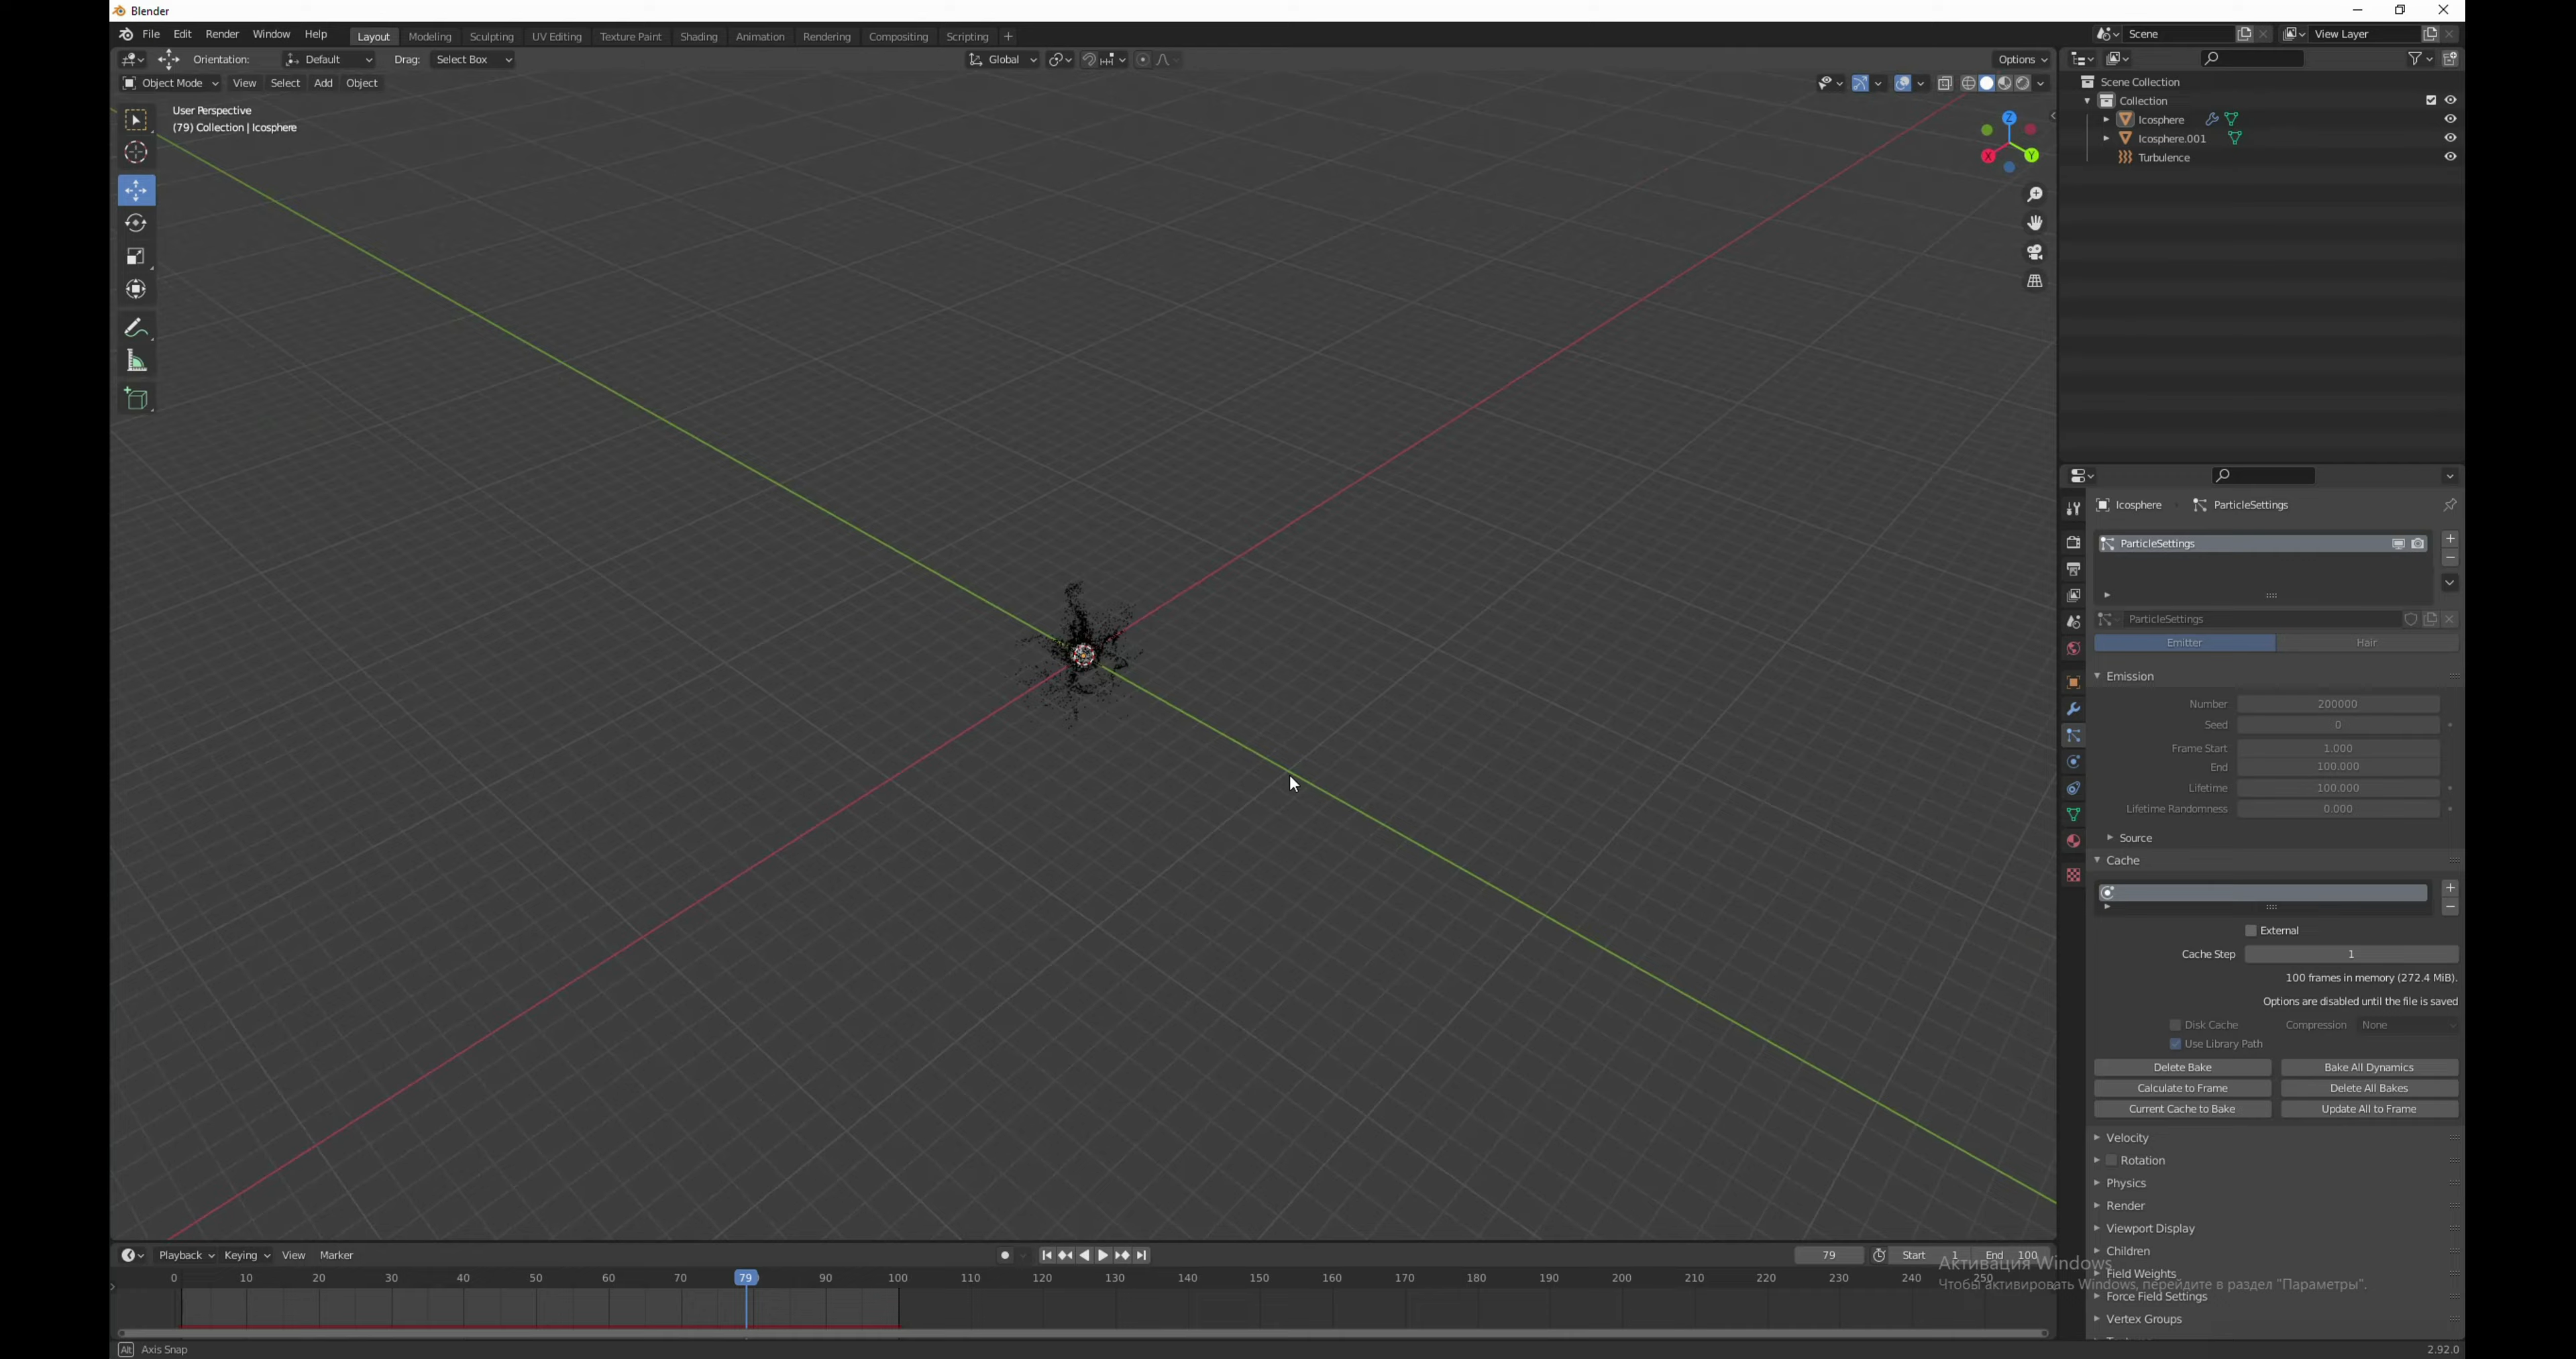 Blender
File Edit Render Window Help Layout Modeling Sculpting UV Editing Texture Paint Shading Animation Rendering Compositing Scripting +
Scene View Layer
Orientation: Default Drag: Select Box Global Options
Object Mode View Select Add Object
User Perspective
(79) Collection | Icosphere
Z
X
Y
Scene Collection
Collection
Icosphere
Icosphere.001
Turbulence
Icosphere ParticleSettings
ParticleSettings
ParticleSettings
Emitter Hair
Emission
Number 200000
Seed 0
Frame Start 1.000
End 100.000
Lifetime 100.000
Lifetime Randomness 0.000
Source
Cache
External
Cache Step 1
100 frames in memory (272.4 MiB).
Options are disabled until the file is saved
Disk Cache Compression None
Use Library Path
Delete Bake Bake All Dynamics
Calculate to Frame Delete All Bakes
Current Cache to Bake Update All to Frame
Velocity
Rotation
Physics
Render
Viewport Display
Children
Field Weights
Force Field Settings
Vertex Groups
Playback Keying View Marker 79 Start 1 End 100
0 10 20 30 40 50 60 70 79 90 100 110 120 130 140 150 160 170 180 190 200 210 220 230 240 250
Активация Windows
Чтобы активировать Windows, перейдите в раздел "Параметры".
Alt Axis Snap
2.92.0